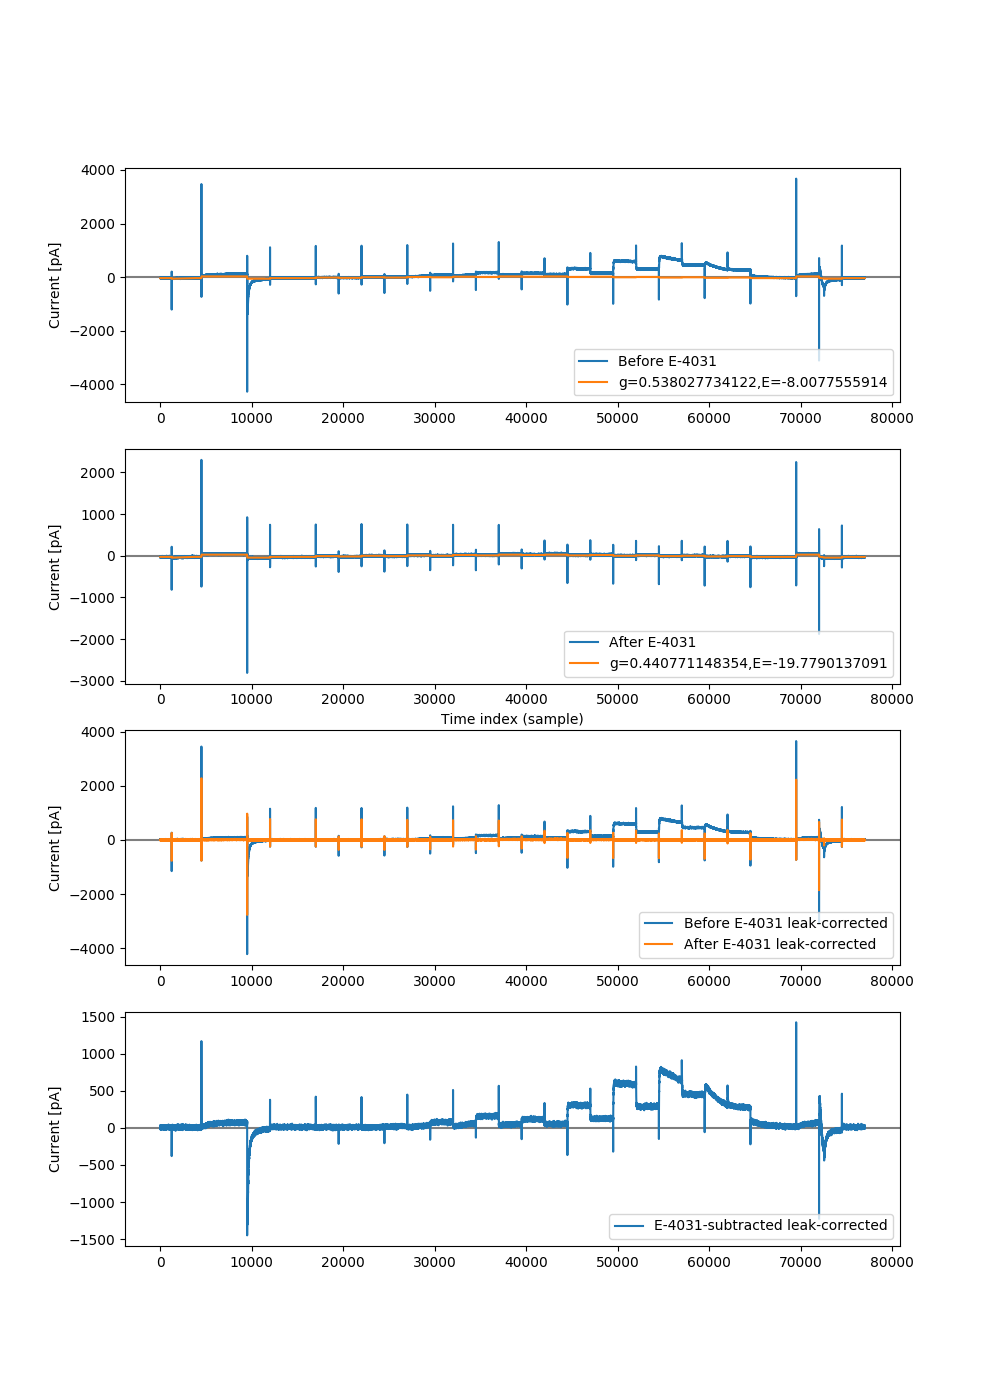 4000
2000
0
−2000
−4000
Current [pA]
Before E-4031
g=0.538027734122,E=-8.0077555914
0 10000 20000 30000 40000 50000 60000 70000 80000
2000
1000
0
−1000
−2000
−3000
Current [pA]
After E-4031
g=0.440771148354,E=-19.7790137091
0 10000 20000 30000 40000 50000 60000 70000 80000
Time index (sample)
4000
2000
0
−2000
−4000
Current [pA]
Before E-4031 leak-corrected
After E-4031 leak-corrected
0 10000 20000 30000 40000 50000 60000 70000 80000
1500
1000
500
0
−500
−1000
−1500
Current [pA]
E-4031-subtracted leak-corrected
0 10000 20000 30000 40000 50000 60000 70000 80000